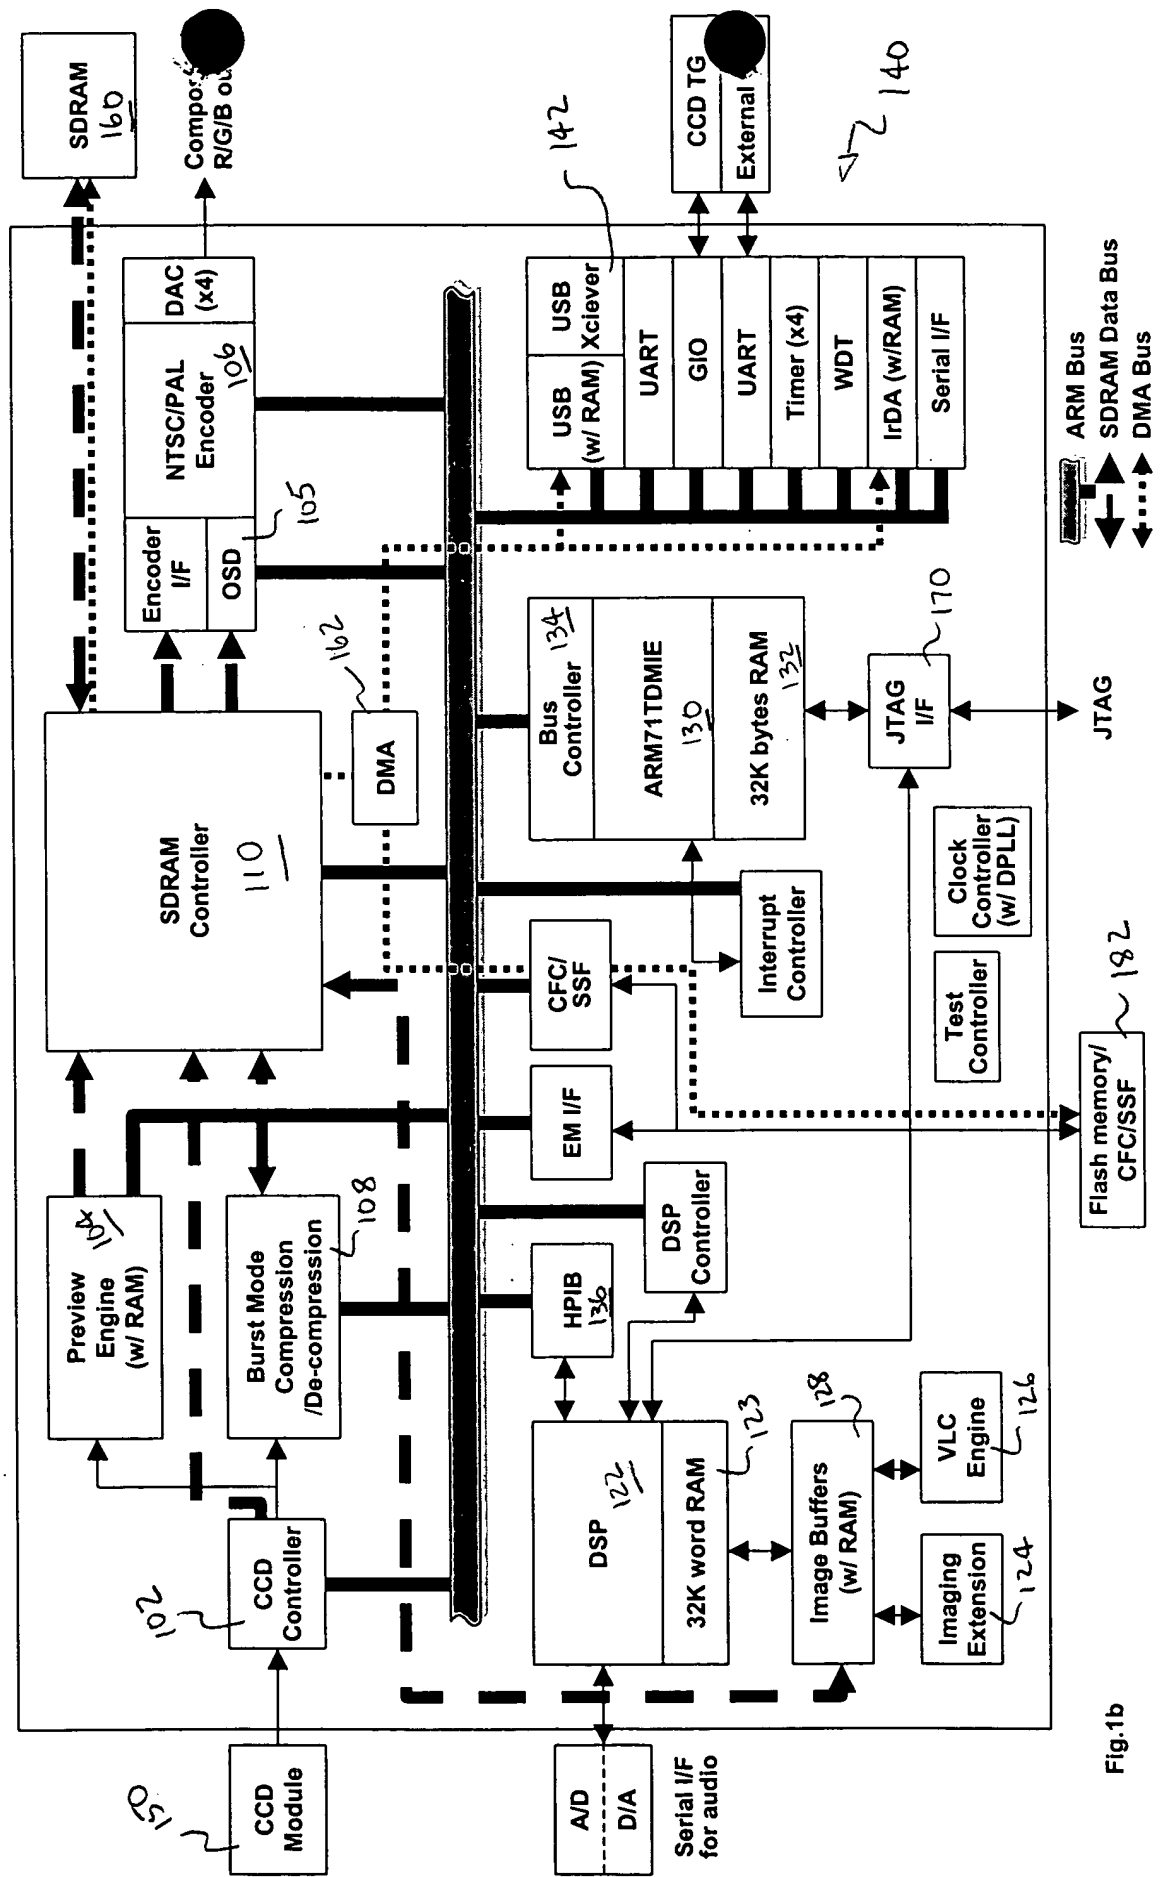 SDRAM
160
R/G/B
DAC
(x4)
NTSC/PAL
Encoder
106
Encoder
I/F
OSD
105
SDRAM
Controller
110
DMA
162
Preview
Engine
(w/ RAM)
104
Burst Mode
Compression
/De-compression
108
CCD
Controller
102
CCD
Module
150
CCD TG
External
140
142
USB
(w/ RAM)
USB
Xciever
UART
GIO
UART
Timer (x4)
WDT
IrDA (w/RAM)
Serial I/F
Bus
Controller
134
ARM71TDMIE
130
32K bytes RAM
132
JTAG
I/F
170
JTAG
Interrupt
Controller
CFC/
SSF
EM I/F
DSP
Controller
HPIB
136
DSP
122
32K word RAM
123
Image Buffers
(w/ RAM)
128
VLC
Engine
126
Imaging
Extension
124
Clock
Controller
(w/ DPLL)
Test
Controller
Flash memory/
CFC/SSF
182
A/D
D/A
Serial I/F
for audio
ARM Bus
SDRAM Data Bus
DMA Bus
Fig.1b